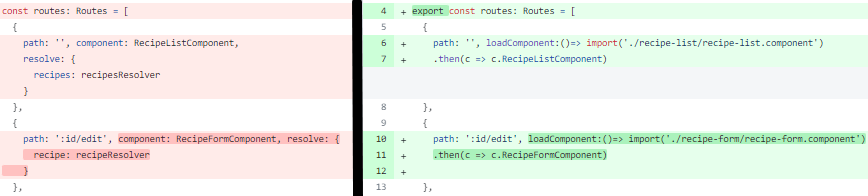 const routes: Routes = [
  {
    path: '', component: RecipeListComponent,
    resolve: {
      recipes: recipesResolver
    }
  },
  {
    path: ':id/edit', component: RecipeFormComponent, resolve: {
      recipe: recipeResolver
    }
  },
4 + export const routes: Routes = [
5     {
6 +     path: '', loadComponent:()=> import('./recipe-list/recipe-list.component')
7 +     .then(c => c.RecipeListComponent)
8     },
9     {
10 +     path: ':id/edit', loadComponent:()=> import('./recipe-form/recipe-form.component')
11 +     .then(c => c.RecipeFormComponent)
12 +
13     },